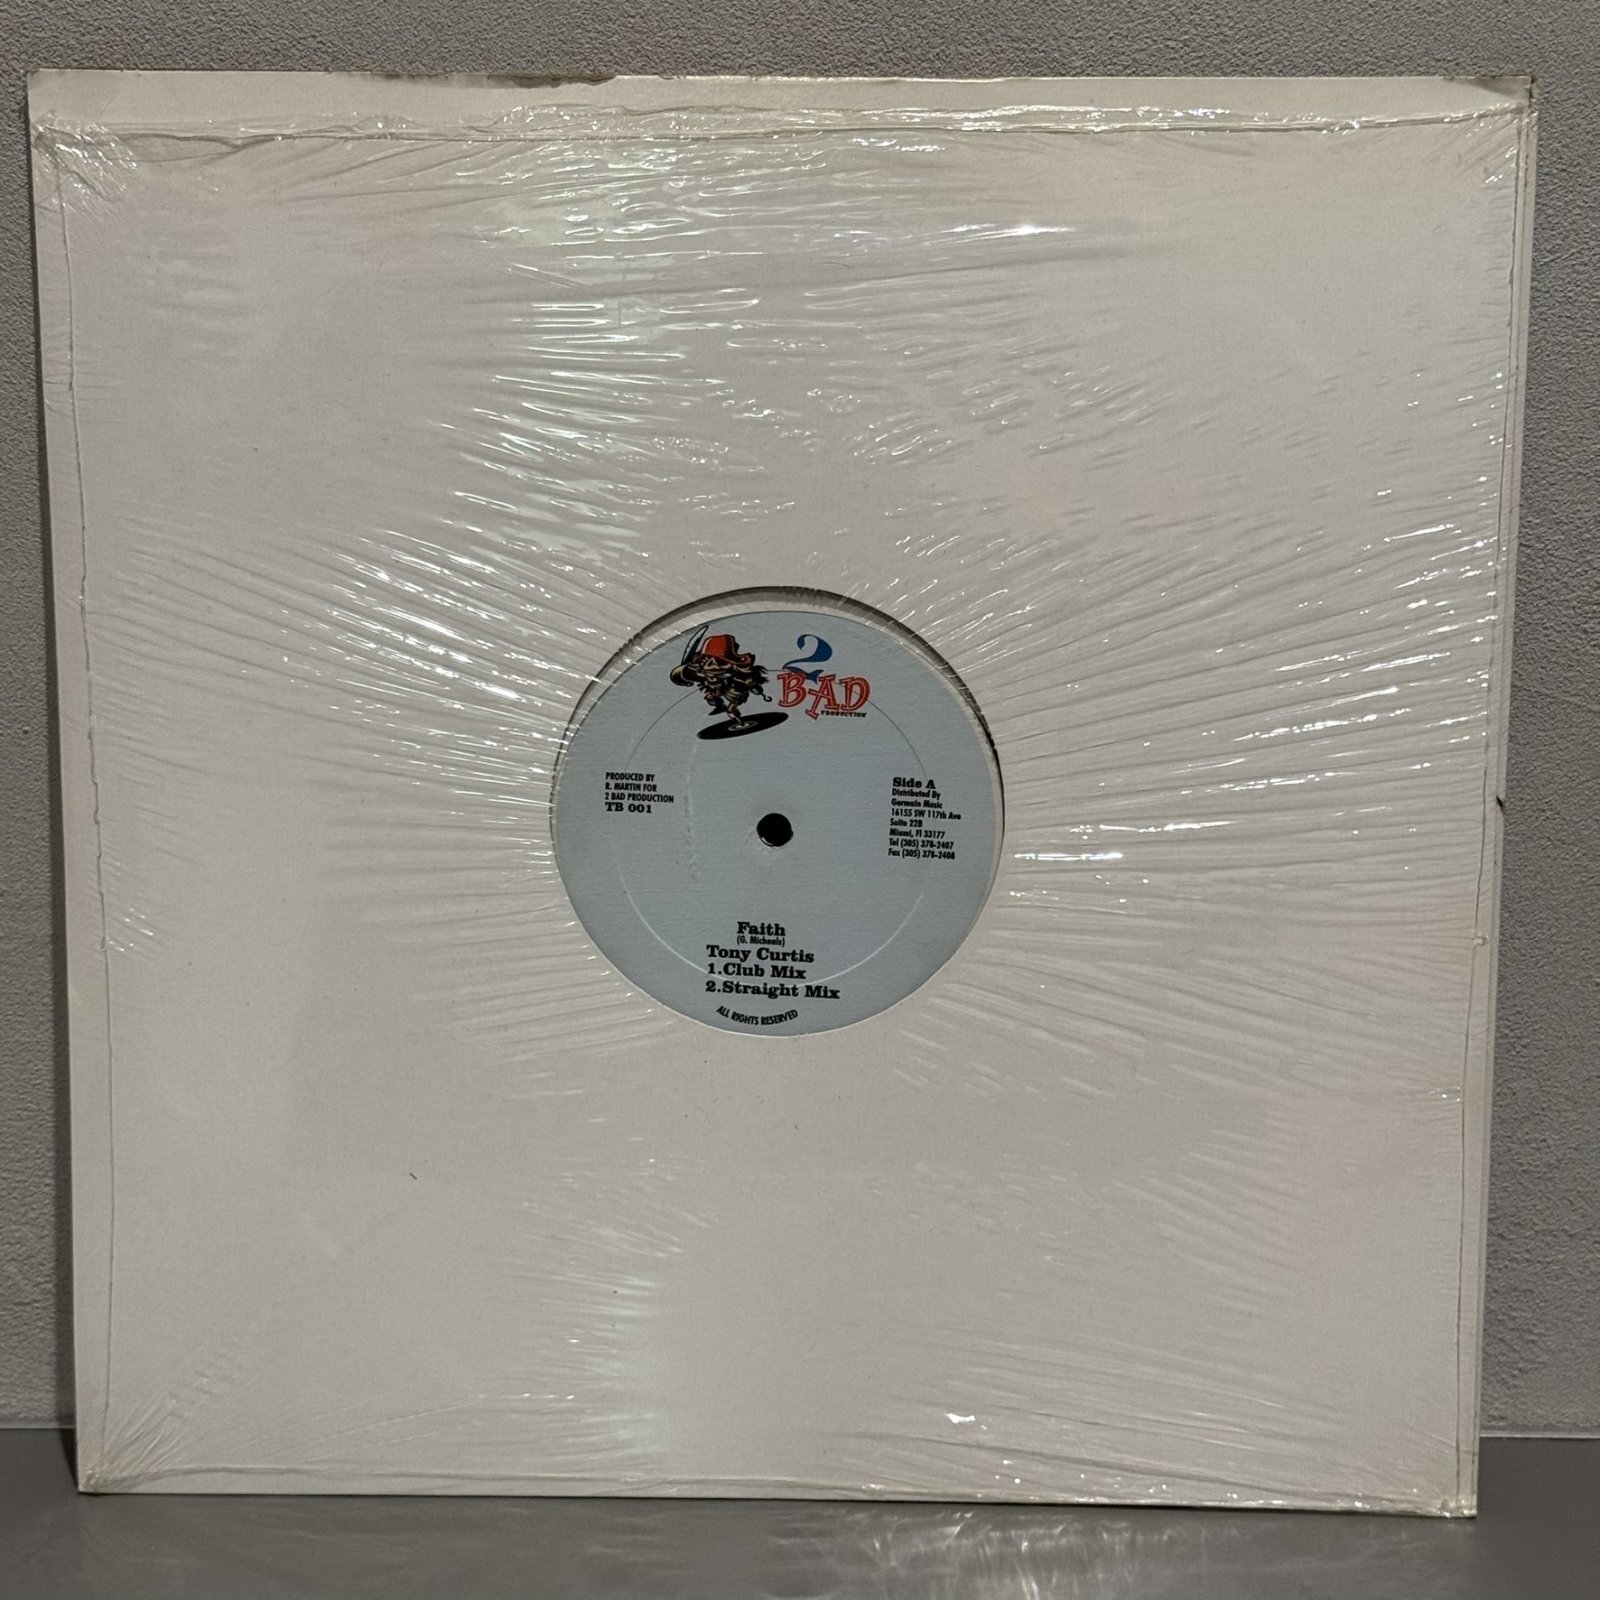 2
BAD
PRODUCTION
PRODUCED BY
R. MARTIN FOR
2 BAD PRODUCTION
TB 001
Side A
Distributed By
Germain Music
16155 SW 117th Ave
Suite 22B
Miami, Fl 33177
Tel (305) 378-2407
Fax (305) 378-2408
Faith
(G. Micheals)
Tony Curtis
1.Club Mix
2.Straight Mix
ALL RIGHTS RESERVED